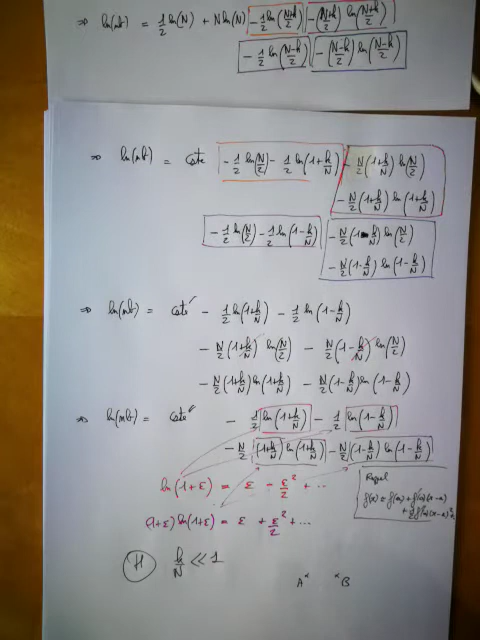 ⇒ ln(nb) = 1/2 ln(N) + N ln(N) - 1/2 ln((N+k)/2) - ((N+k)/2) ln((N+k)/2)
- 1/2 ln((N-k)/2) - ((N-k)/2) ln((N-k)/2)
⇒ ln(nb) = cste - 1/2 ln(N/2) - 1/2 ln(1+k/N) - N/2 (1+k/N) ln(N/2)
- N/2 (1+k/N) ln(1+k/N)
- 1/2 ln(N/2) - 1/2 ln(1-k/N) - N/2 (1-k/N) ln(N/2)
- N/2 (1-k/N) ln(1-k/N)
⇒ ln(nb) = cste' - 1/2 ln(1+k/N) - 1/2 ln(1-k/N)
- N/2 (1+k/N) ln(N/2) - N/2 (1-k/N) ln(N/2)
- N/2 (1+k/N) ln(1+k/N) - N/2 (1-k/N) ln(1-k/N)
⇒ ln(nb) = cste" - 1/2 ln(1+k/N) - 1/2 ln(1-k/N)
- N/2 (1+k/N) ln(1+k/N) - N/2 (1-k/N) ln(1-k/N)
ln(1+ε) = ε - ε²/2 + ...
(1+ε) ln(1+ε) = ε + ε²/2 + ...
Rappel
f(x) = f(a) + f'(a)(x-a)
H k/N << 1
A B